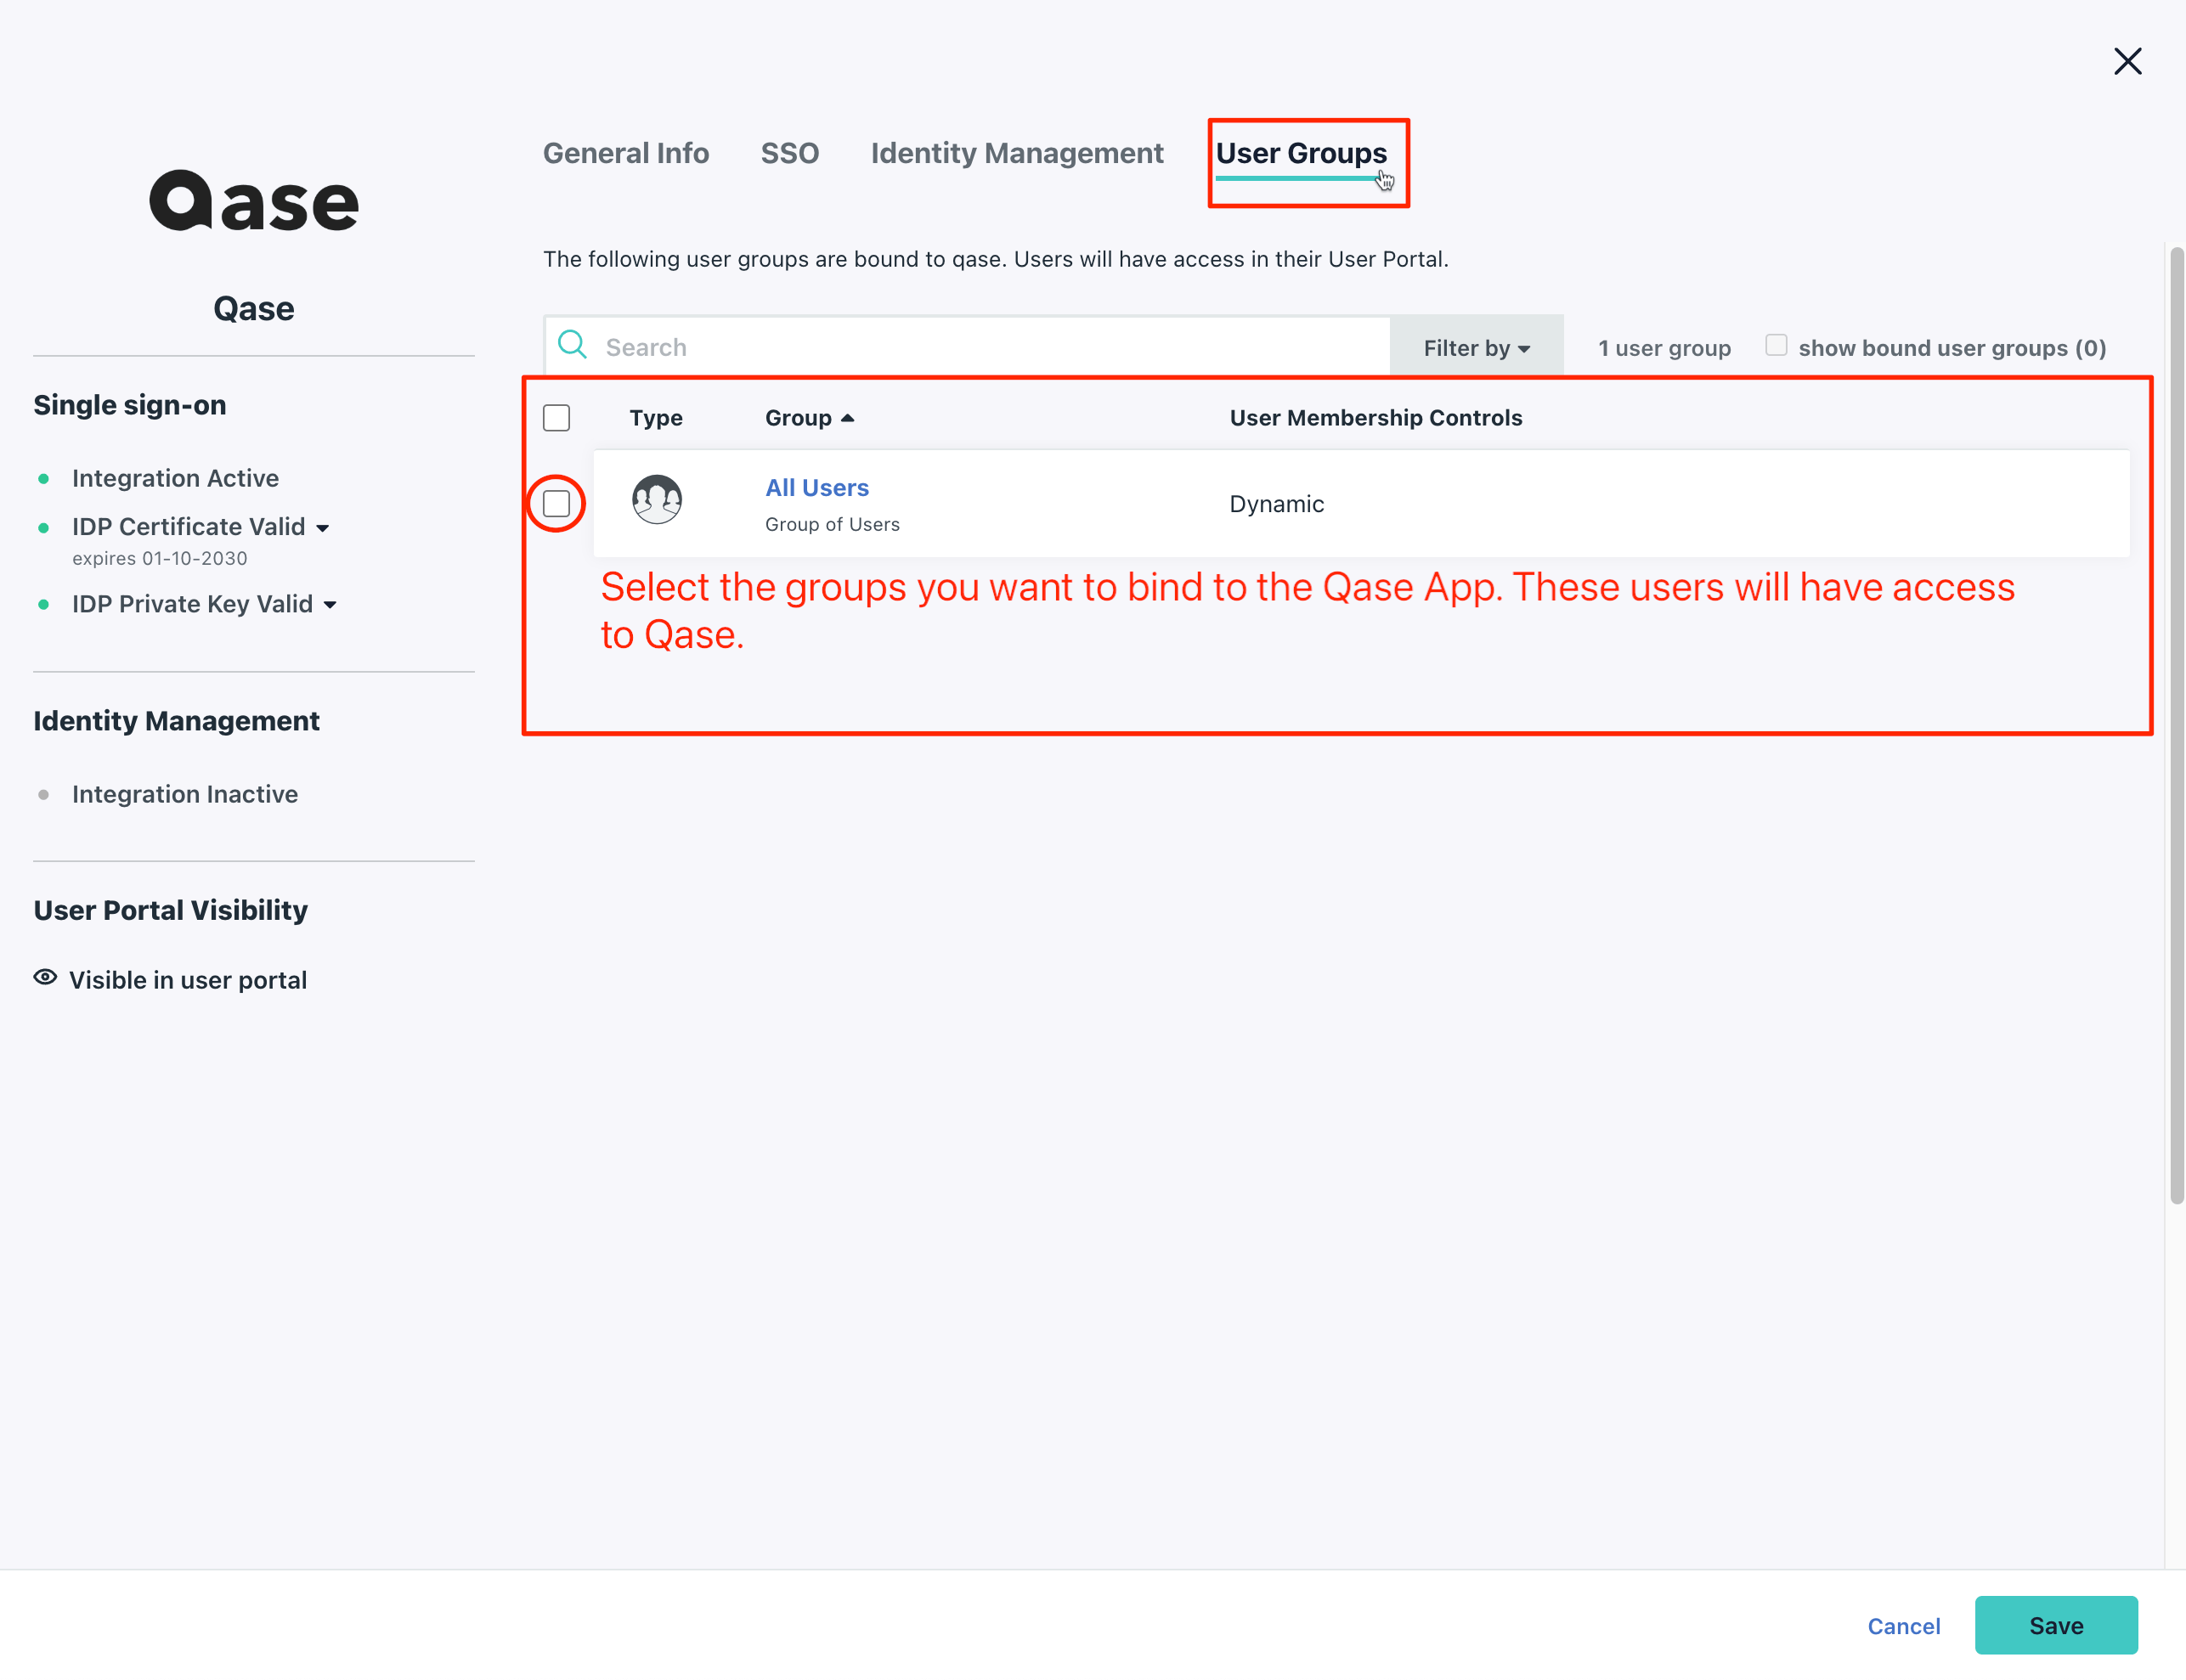 Qase
Qase
Single sign-on
Integration Active
IDP Certificate Valid
expires 01-10-2030
IDP Private Key Valid
Identity Management
Integration Inactive
User Portal Visibility
Visible in user portal
General Info SSO Identity Management User Groups
The following user groups are bound to qase. Users will have access in their User Portal.
Search Filter by 1 user group show bound user groups (0)
Type Group User Membership Controls
All Users
Group of Users
Dynamic
Select the groups you want to bind to the Qase App. These users will have access
to Qase.
Cancel Save